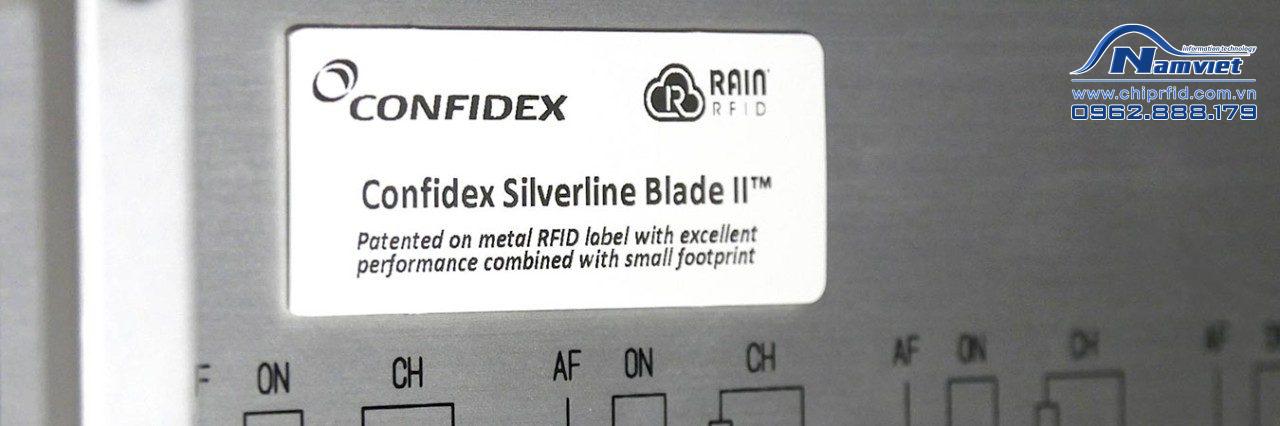 CONFIDEX
RAIN
RFID
Confidex Silverline Blade II™
Patented on metal RFID label with excellent
performance combined with small footprint
Information technology
Namviet
www.chiprfid.com.vn
0962.888.179
F ON CH AF ON CH AF ON CH AF